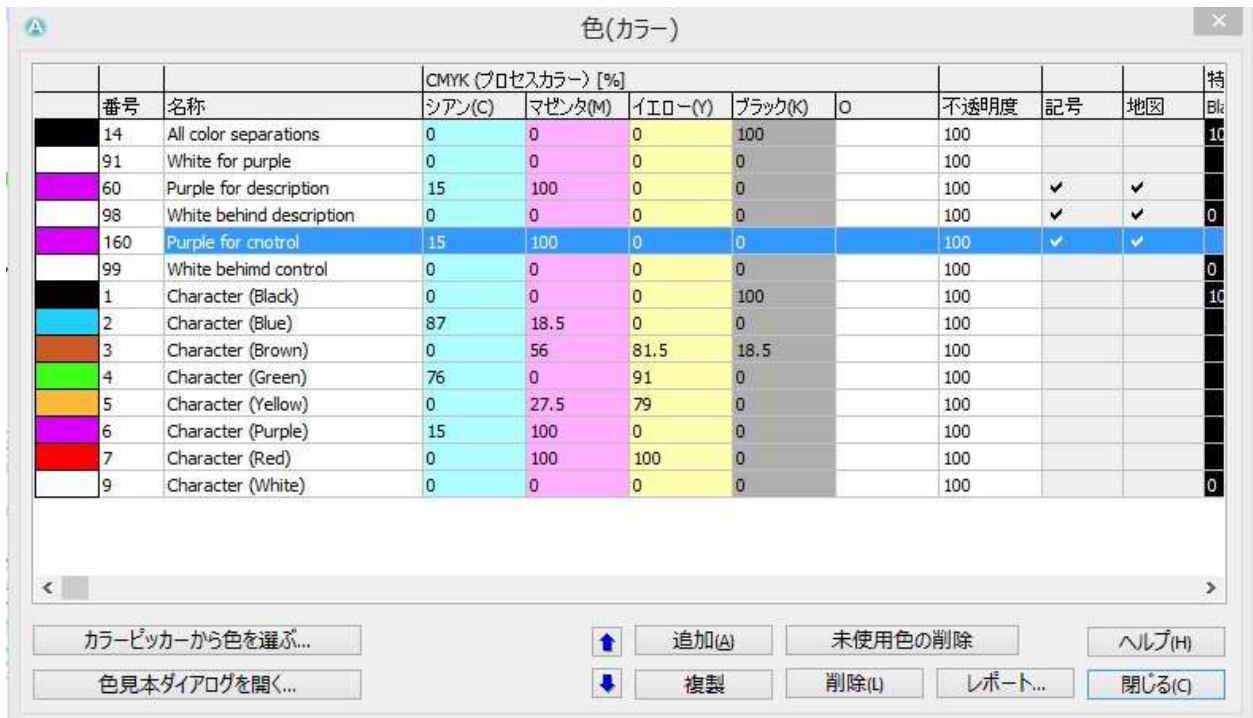 色(カラー)
CMYK (プロセスカラー) [%] 特
番号 名称 シアン(C) マゼンタ(M) イエロー(Y) ブラック(K) O 不透明度 記号 地図
14 All color separations 0 0 0 100 100
91 White for purple 0 0 0 0 100
60 Purple for description 15 100 0 0 100 ✔ ✔
98 White behind description 0 0 0 0 100 ✔ ✔ 0
160 Purple for cnotrol 15 100 0 0 100 ✔ ✔
99 White behimd control 0 0 0 0 100 0
1 Character (Black) 0 0 0 100 100
2 Character (Blue) 87 18.5 0 0 100
3 Character (Brown) 0 56 81.5 18.5 100
4 Character (Green) 76 0 91 0 100
5 Character (Yellow) 0 27.5 79 0 100
6 Character (Purple) 15 100 0 0 100
7 Character (Red) 0 100 100 0 100
9 Character (White) 0 0 0 0 100 0
カラーピッカーから色を選ぶ... 追加(A) 未使用色の削除 ヘルプ(H)
色見本ダイアログを開く... 複製 削除(L) レポート... 閉じる(C)